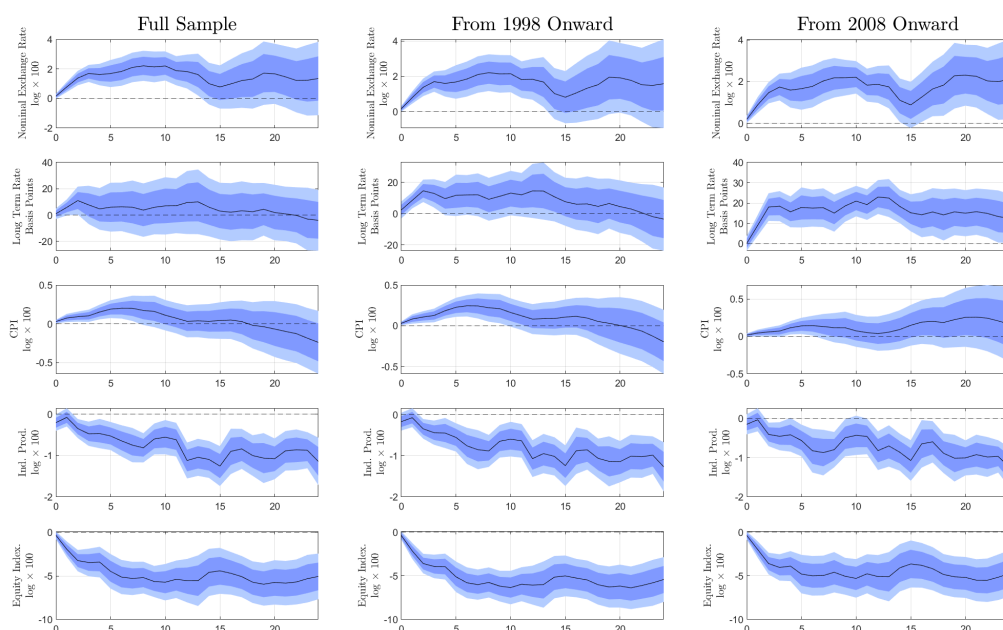 Full Sample
From 1998 Onward
From 2008 Onward
Nominal Exchange Rate
log × 100
4
2
0
-2
0 5 10 15 20
Nominal Exchange Rate
log × 100
4
2
0
0 5 10 15 20
Nominal Exchange Rate
log × 100
4
2
0
0 5 10 15 20
Long Term Rate
Basis Points
40
20
0
-20
0 5 10 15 20
Long Term Rate
Basis Points
20
0
-20
0 5 10 15 20
Long Term Rate
Basis Points
40
30
20
10
0
0 5 10 15 20
CPI
log × 100
0.5
0
-0.5
0 5 10 15 20
CPI
log × 100
0.5
0
-0.5
0 5 10 15 20
CPI
log × 100
0.5
0
-0.5
0 5 10 15 20
Ind. Prod.
log × 100
0
-1
-2
0 5 10 15 20
Ind. Prod.
log × 100
0
-1
-2
0 5 10 15 20
Ind. Prod.
log × 100
0
-1
-2
0 5 10 15 20
Equity Index.
log × 100
0
-5
-10
0 5 10 15 20
Equity Index.
log × 100
0
-5
-10
0 5 10 15 20
Equity Index.
log × 100
0
-5
-10
0 5 10 15 20